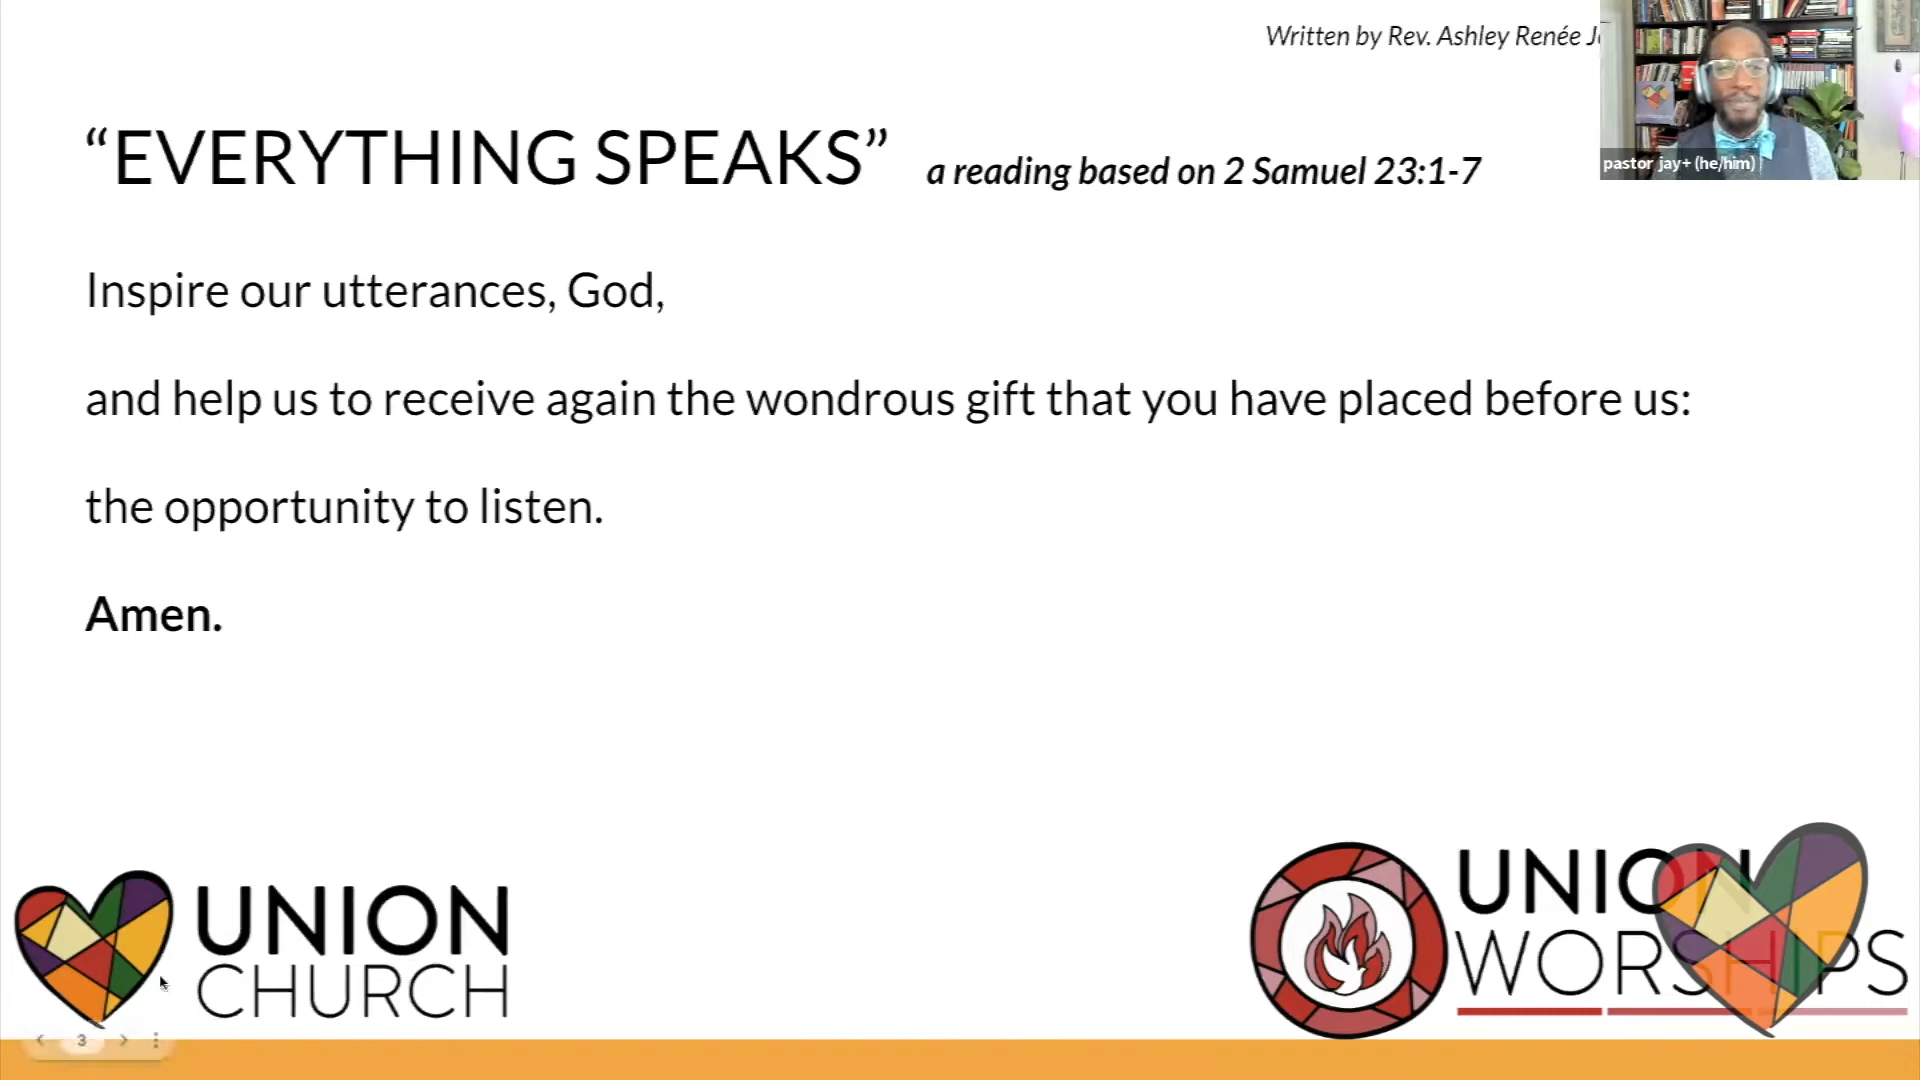 Written by Rev. Ashley Renée
pastor jay+ (he/him)
“EVERYTHING SPEAKS” a reading based on 2 Samuel 23:1-7
Inspire our utterances, God,
and help us to receive again the wondrous gift that you have placed before us:
the opportunity to listen.
Amen.
UNION
CHURCH
UNION
WORSHIPS
3